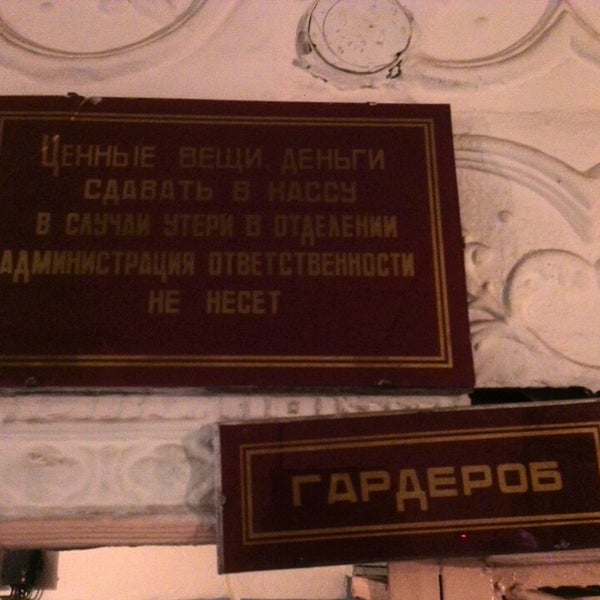 Ценные вещи, деньги
сдавать в кассу
в случаи утери в отделении
администрация ответственности
не несет
ГАРДЕРОБ